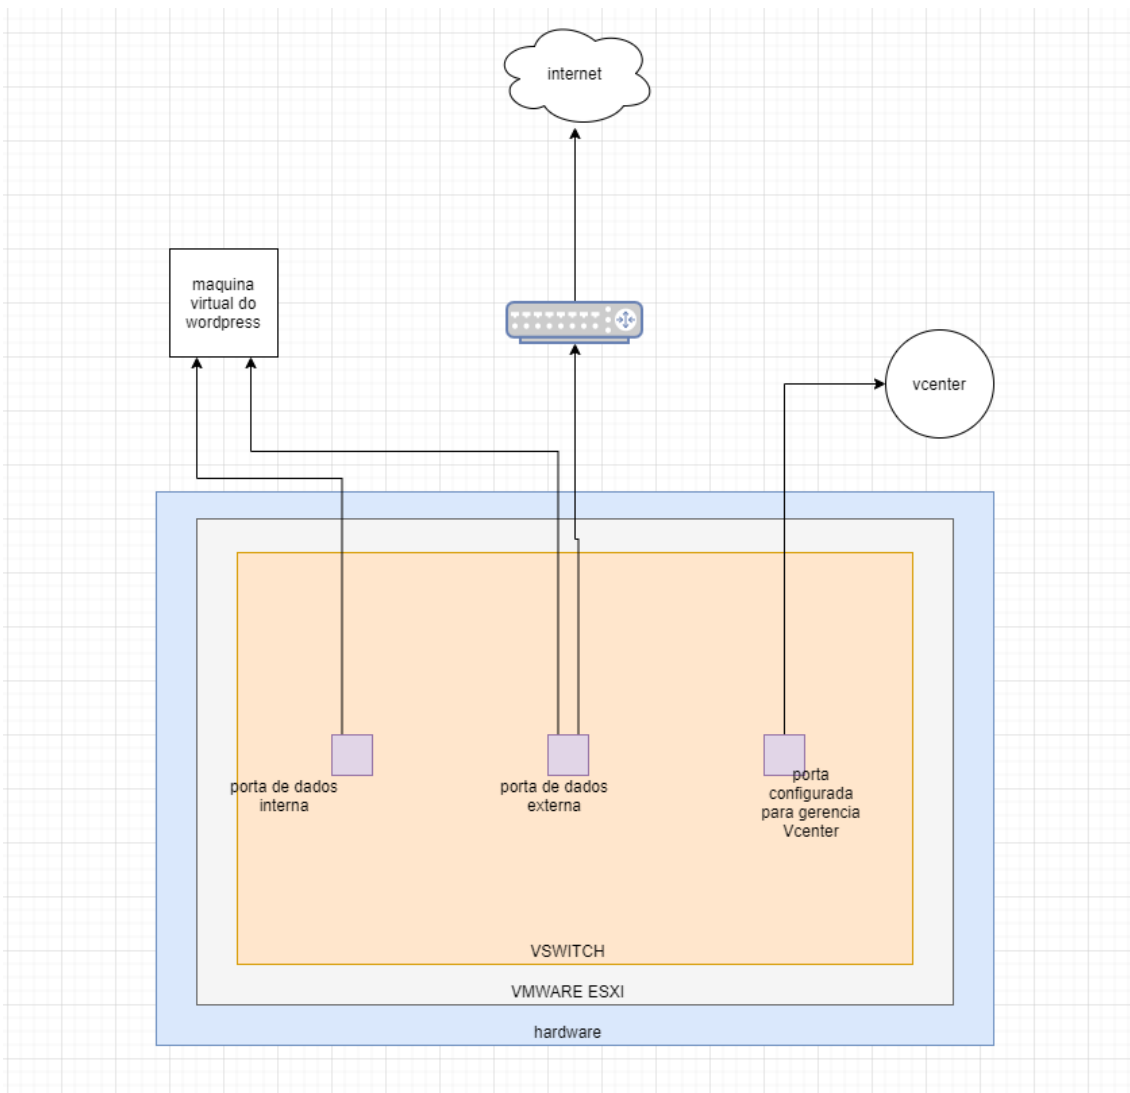 internet
maquina
virtual do
wordpress
vcenter
porta de dados
interna
porta de dados
externa
porta
configurada
para gerencia
Vcenter
VSWITCH
VMWARE ESXI
hardware